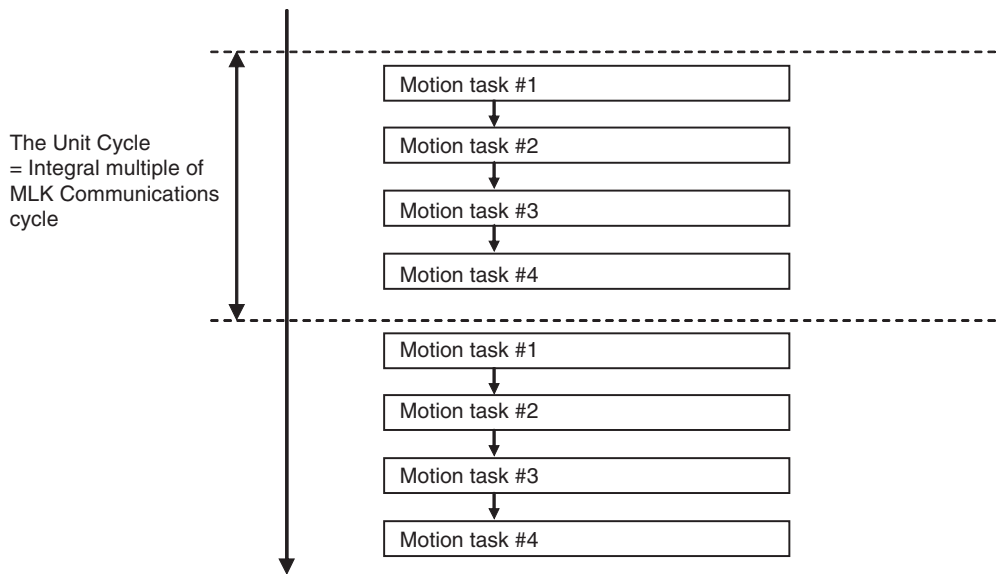 Motion task #1
The Unit Cycle
= Integral multiple of
MLK Communications
cycle
Motion task #2
Motion task #3
Motion task #4
Motion task #1
Motion task #2
Motion task #3
Motion task #4